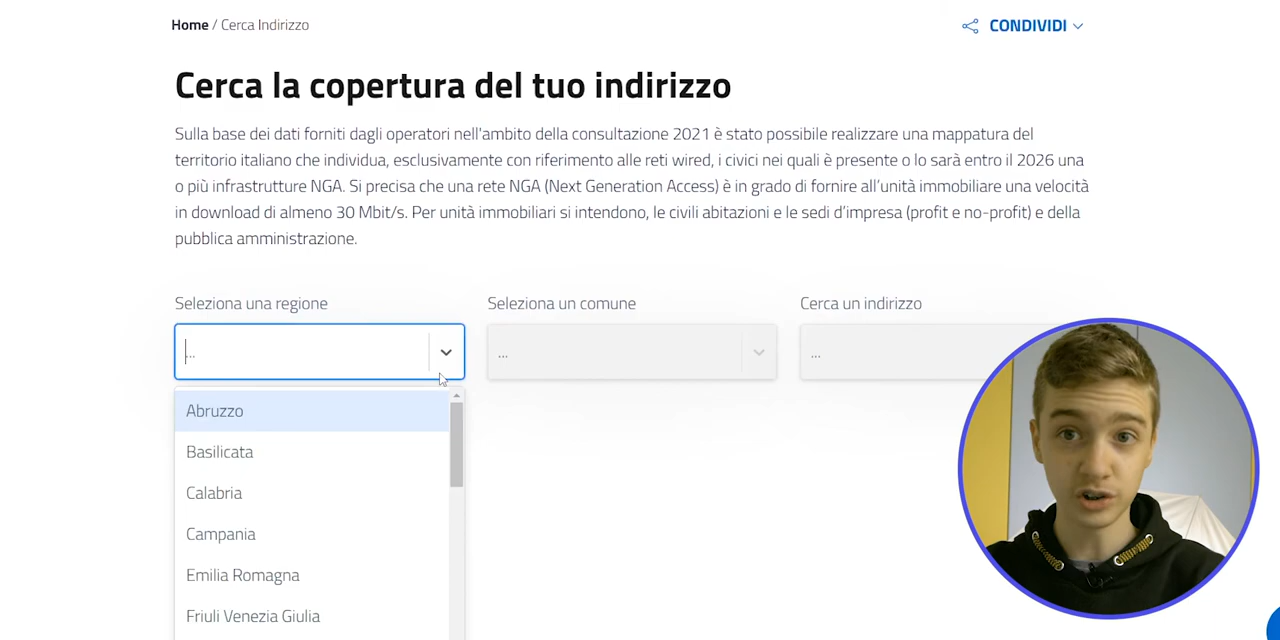 Home / Cerca Indirizzo
CONDIVIDI
Cerca la copertura del tuo indirizzo
Sulla base dei dati forniti dagli operatori nell'ambito della consultazione 2021 è stato possibile realizzare una mappatura del
territorio italiano che individua, esclusivamente con riferimento alle reti wired, i civici nei quali è presente o lo sarà entro il 2026 una
o più infrastrutture NGA. Si precisa che una rete NGA (Next Generation Access) è in grado di fornire all'unità immobiliare una velocità
in download di almeno 30 Mbit/s. Per unità immobiliari si intendono, le civili abitazioni e le sedi d'impresa (profit e no-profit) e della
pubblica amministrazione.
Seleziona una regione
Seleziona un comune
Cerca un indirizzo
...
...
...
Abruzzo
Basilicata
Calabria
Campania
Emilia Romagna
Friuli Venezia Giulia